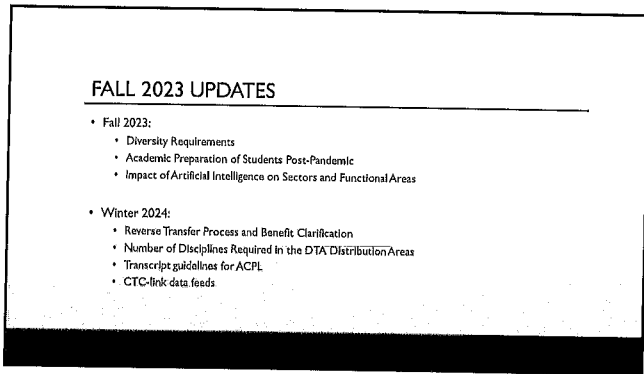 FALL 2023 UPDATES
• Fall 2023:
• Diversity Requirements
• Academic Preparation of Students Post-Pandemic
• Impact of Artificial Intelligence on Sectors and Functional Areas
• Winter 2024:
• Reverse Transfer Process and Benefit Clarification
• Number of Disciplines Required in the DTA Distribution Areas
• Transcript guidelines for ACPL
• CTC-link data feeds